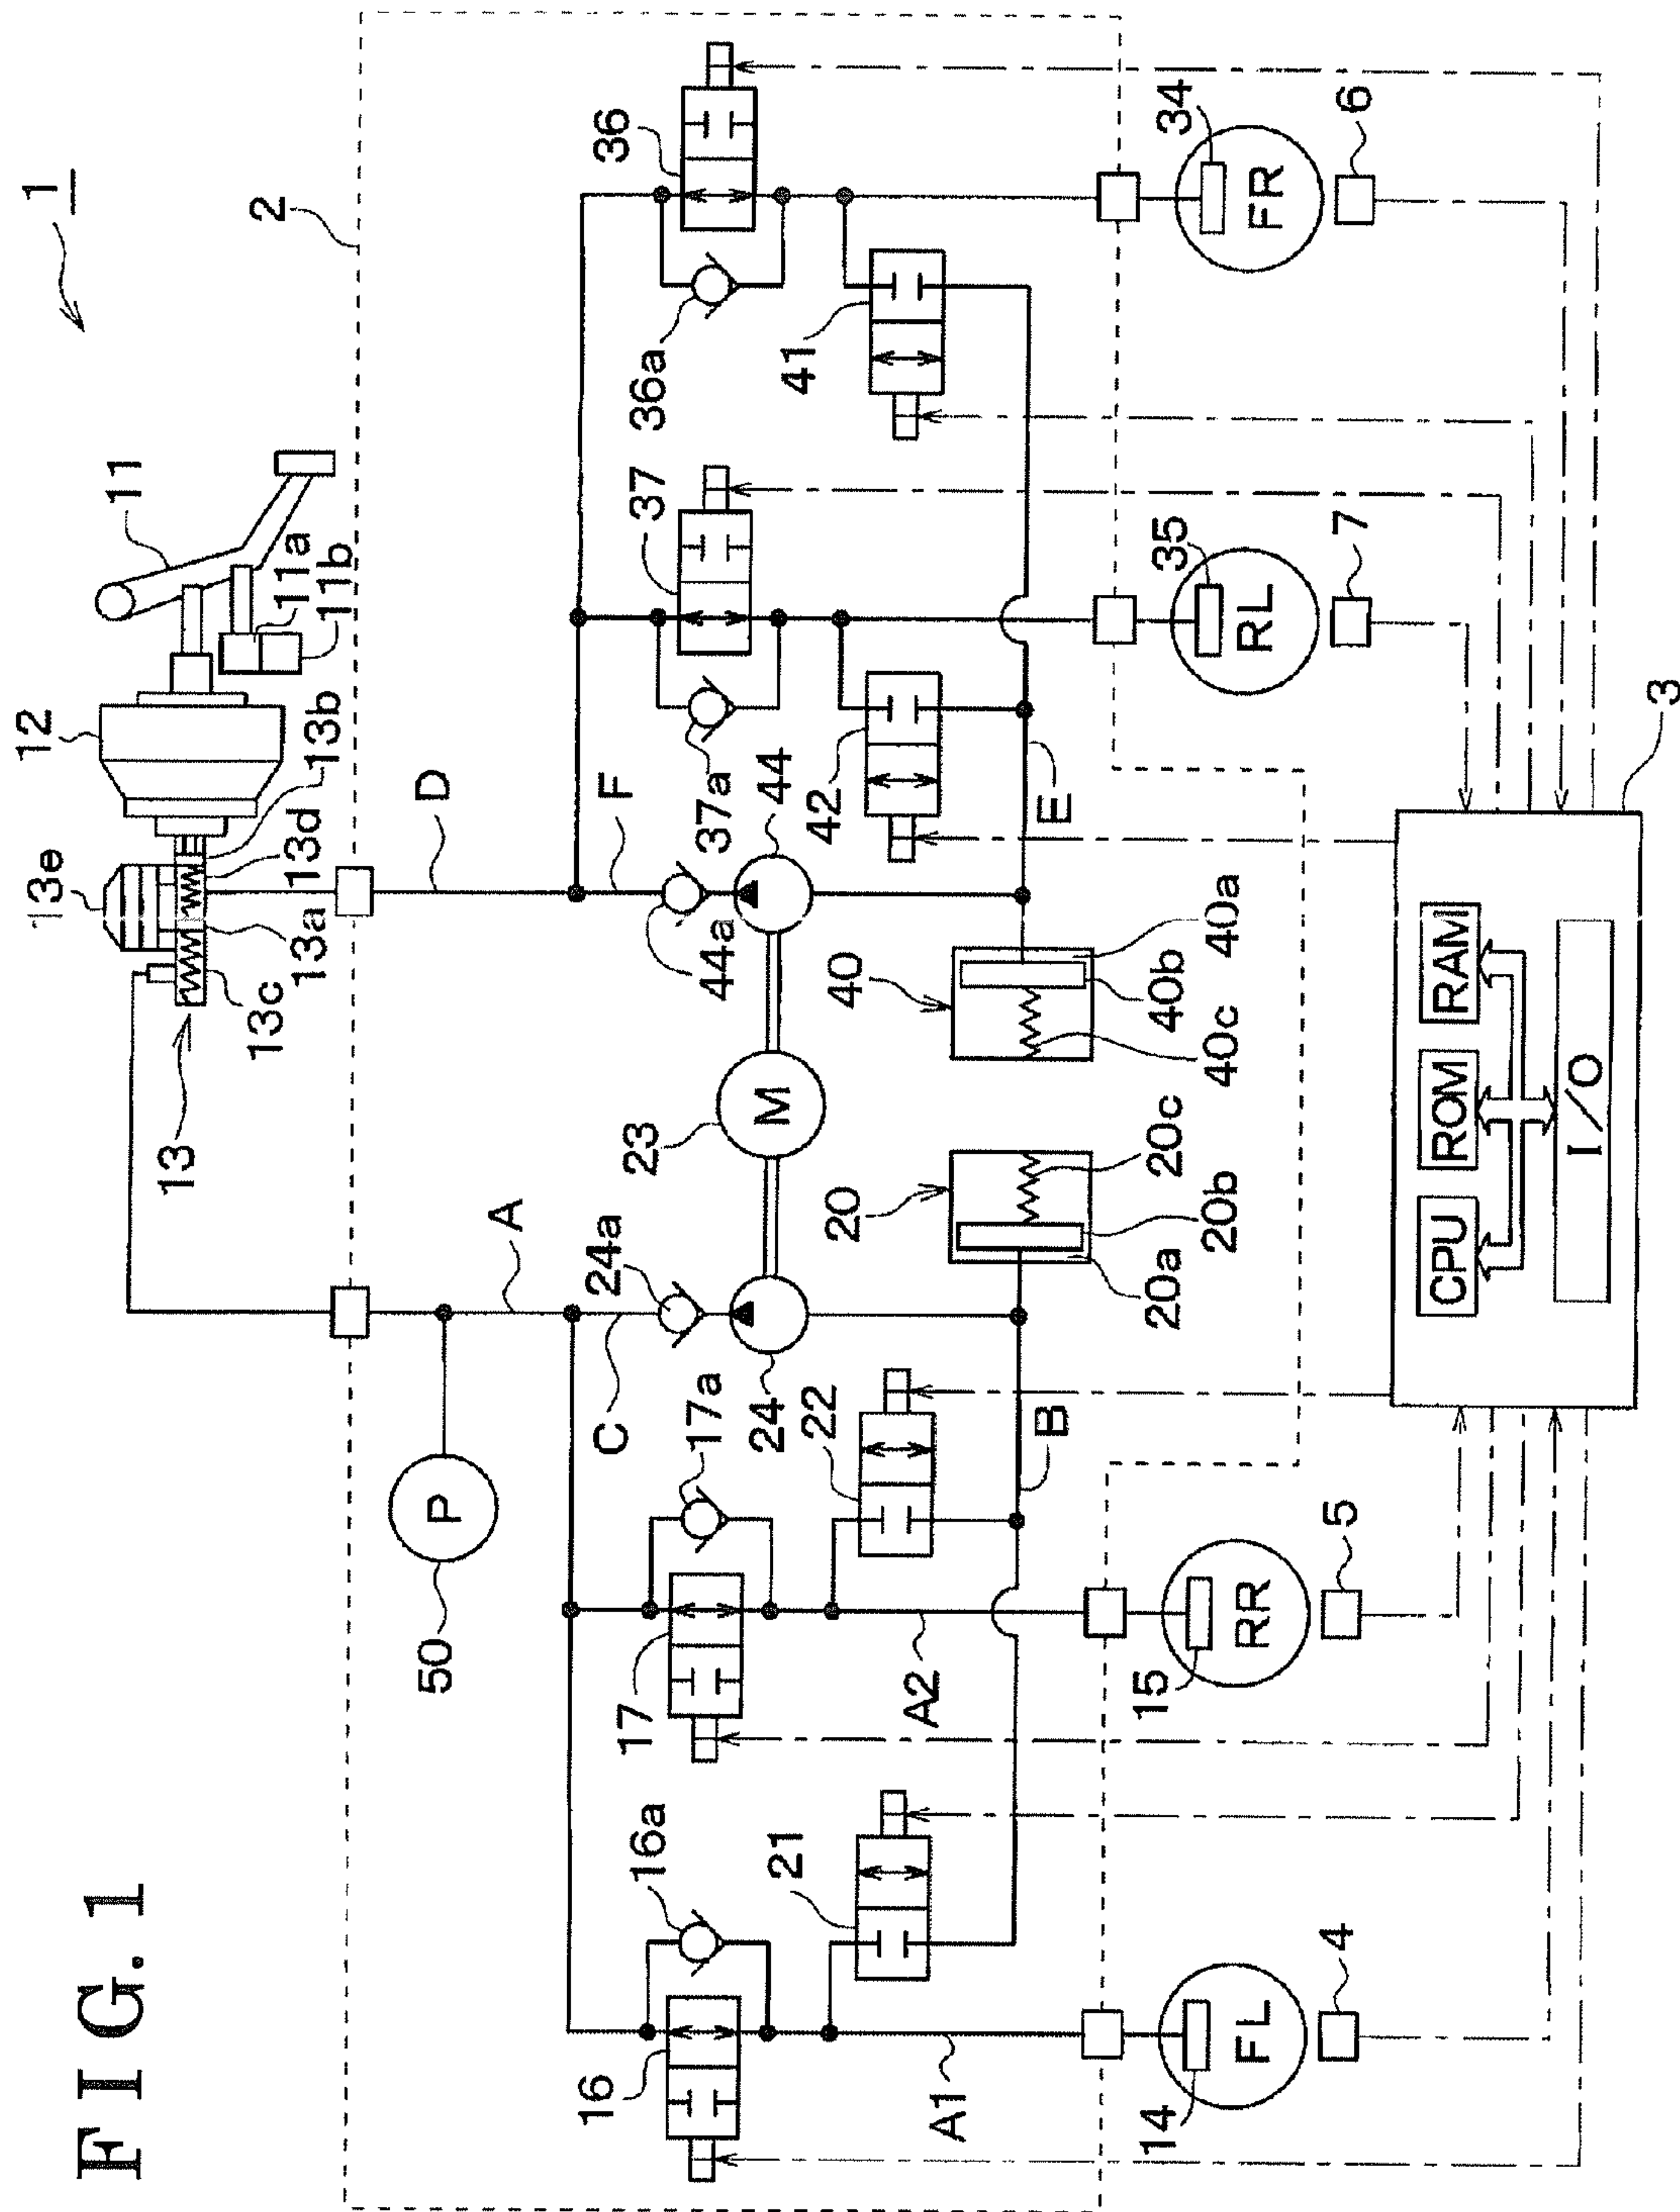 FIG. 1
1
2
11
11a
11b
12
13
13a
13b
13c
13d
13e
A
D
P
50
C
F
24a
44a
16
16a
17
17a
24
23
M
44
37a
37
36a
36
21
22
20
20a
20b
20c
40
40a
40b
40c
42
41
A1
A2
B
E
14
FL
15
RR
35
RL
34
FR
4
5
7
6
CPU
ROM
RAM
I/O
3